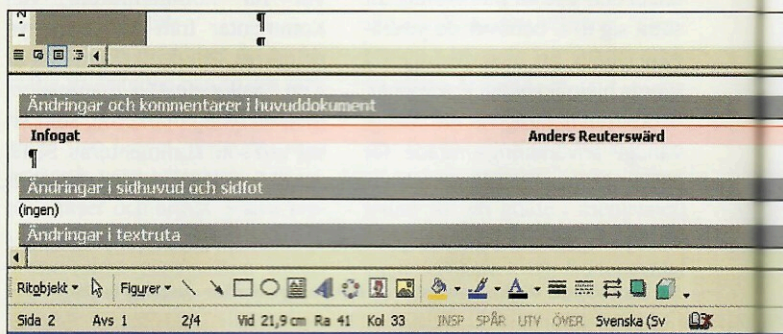 Ändringar och kommentarer i huvuddokument
Infogat Anders Reuterswärd
¶
Ändringar i sidhuvud och sidfot
(ingen)
Ändringar i textruta
Ritobjekt Figurer
Sida 2 Avs 1 2/4 Vid 21,9 cm Ra 41 Kol 33 INSP SPÅR UTV ÖVER Svenska (Sv